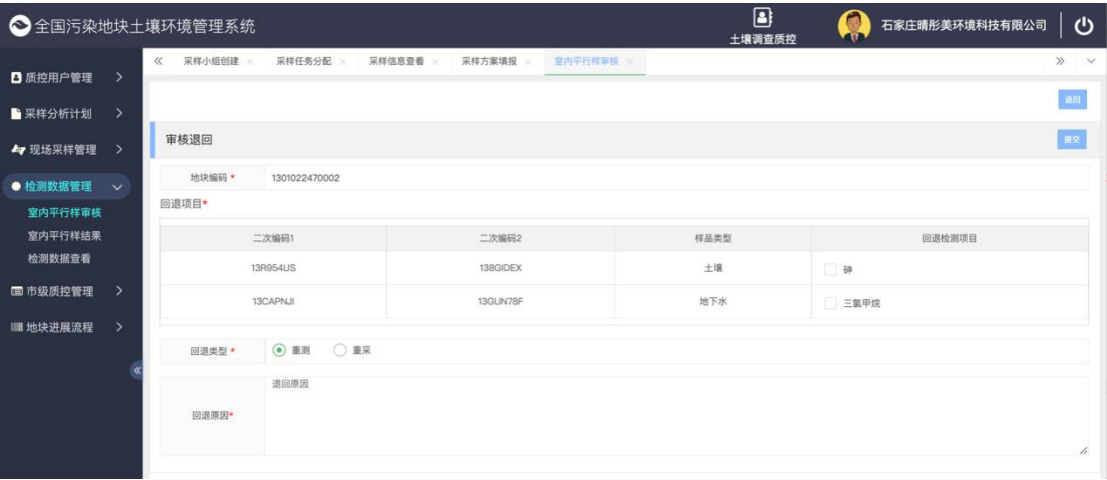 全国污染地块土壤环境管理系统
土壤调查质控
石家庄晴彤美环境科技有限公司
质控用户管理
采样分析计划
现场采样管理
检测数据管理
室内平行样审核
室内平行样结果
检测数据查看
市级质控管理
地块进展流程
采样小组创建 × 采样任务分配 × 采样信息查看 × 采样方案填报 × 室内平行样审核 ×
退回
审核退回 提交
地块编码 * 1301022470002
回退项目*
二次编码1 二次编码2 样品类型 回退检测项目
13R954US 138GIDEX 土壤 砷
13CAPNJI 13GUN78F 地下水 三氯甲烷
回退类型 * 重测 重采
回退原因* 退回原因